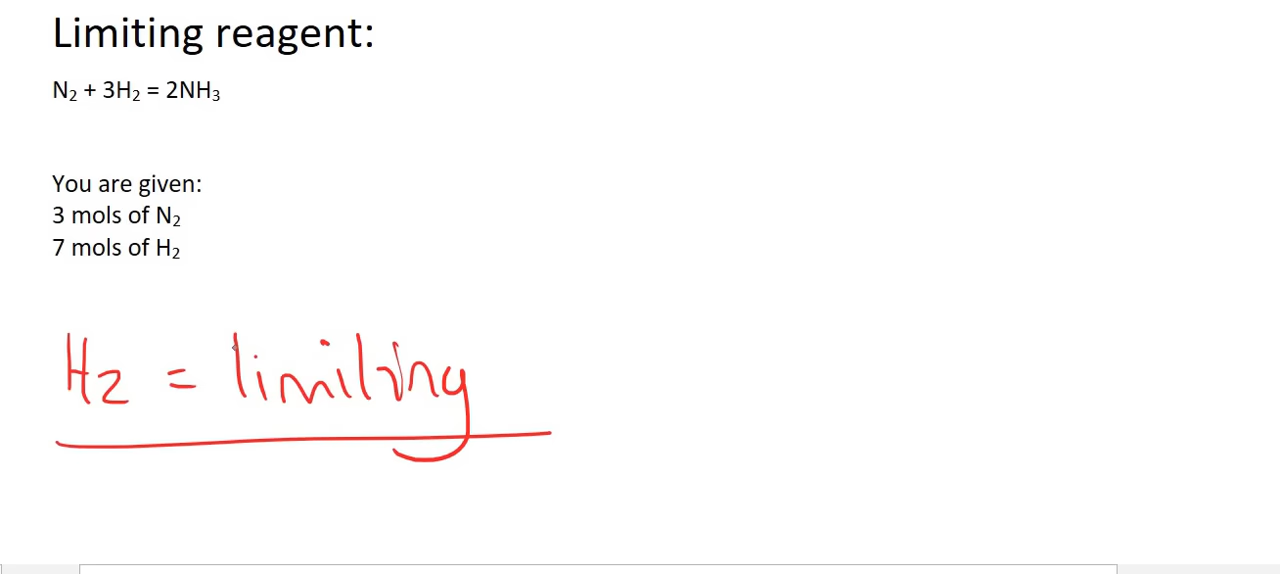 Limiting reagent:
N₂ + 3H₂ = 2NH₃
You are given:
3 mols of N₂
7 mols of H₂
H2 = limiting